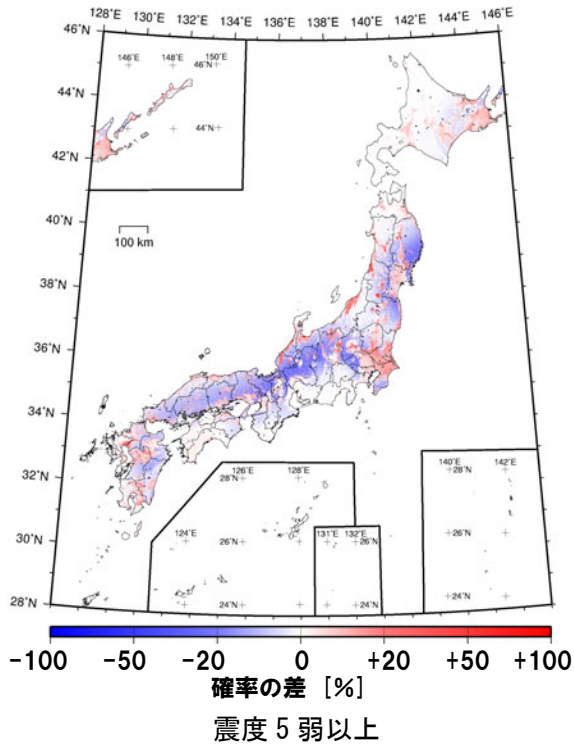 128°E 130°E 132°E 134°E 136°E 138°E 140°E 142°E 144°E 146°E
46°N
146°E 148°E 150°E
46°N
44°N
44°N
42°N
40°N
100 km
38°N
36°N
34°N
32°N
126°E 128°E
28°N
140°E 142°E
28°N
30°N
124°E
26°N
131°E 132°E
26°N
26°N
28°N
24°N
24°N
24°N
-100 -50 -20 0 +20 +50 +100
確率の差 [%]
震度5弱以上